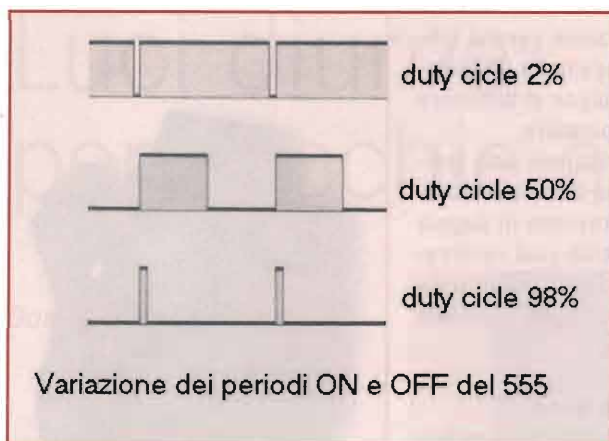 duty cicle 2%
duty cicle 50%
duty cicle 98%
Variazione dei periodi ON e OFF del 555